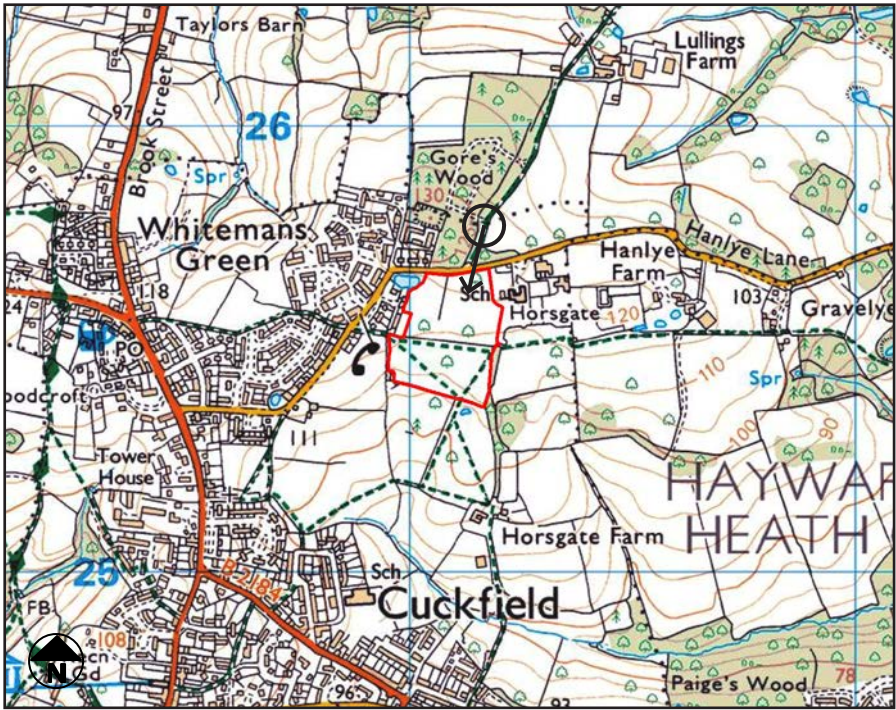 Taylors Barn
Lullings
Farm
97
Brook Street
26
Spr
Gore's
Wood
130
Whitemans
Green
Hanlye Lane
Hanlye
Farm
118
24
Sch
Horsgate
120
103
Gravely
PO
110
Spr
111
100
90
Tower
House
HAYWAR
HEATH
Horsgate Farm
25
B 2184
Sch
Cuckfield
FB
108
N
96
Paige's Wood
78